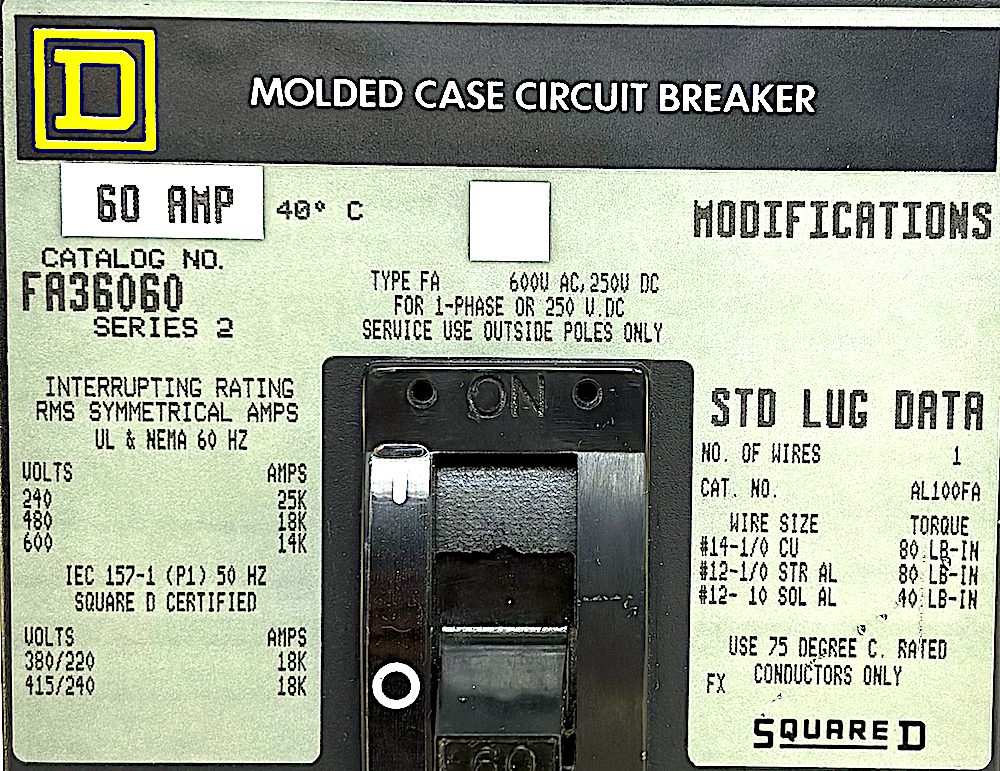 D
MOLDED CASE CIRCUIT BREAKER
60 AMP 40° C
CATALOG NO.
FA36060
SERIES 2
TYPE FA 600V AC, 250V DC
FOR 1-PHASE OR 250 V.DC
SERVICE USE OUTSIDE POLES ONLY
MODIFICATIONS
INTERRUPTING RATING
RMS SYMMETRICAL AMPS
UL & NEMA 60 HZ
VOLTS AMPS
240 25K
480 18K
600 14K
IEC 157-1 (P1) 50 HZ
SQUARE D CERTIFIED
VOLTS AMPS
380/220 18K
415/240 18K
ON
I
O
60
STD LUG DATA
NO. OF WIRES 1
CAT. NO. AL100FA
WIRE SIZE TORQUE
#14-1/0 CU 80 LB-IN
#12-1/0 STR AL 80 LB-IN
#12- 10 SOL AL 40 LB-IN
USE 75 DEGREE C. RATED
CONDUCTORS ONLY
FX
SQUARE D